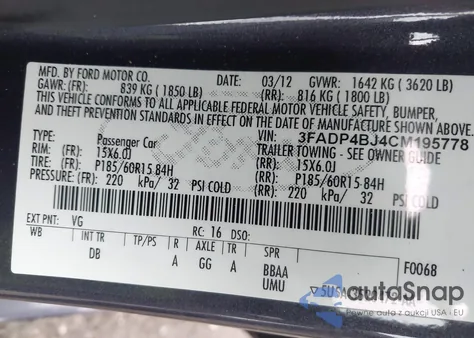 MFD. BY FORD MOTOR CO. DATE: 03/12 GVWR: 1642 KG (3620 LB)
GAWR: (FR): 839 KG (1850 LB) (RR): 816 KG (1800 LB)
THIS VEHICLE CONFORMS TO ALL APPLICABLE FEDERAL MOTOR VEHICLE SAFETY, BUMPER,
AND THEFT PREVENTION STANDARDS IN EFFECT ON THE DATE OF MANUFACTURE SHOWN ABOVE.
VIN: 3FADP4BJ4CM195778
TYPE: Passenger Car TRAILER TOWING - SEE OWNER GUIDE
RIM: (FR): 15X6.0J (RR): 15X6.0J
TIRE: P185/60R15 84H P185/60R15 84H
PRESSURE: (FR): 220 kPa/ 32 PSI COLD (RR): 220 kPa/ 32 PSI COLD
EXT PNT: VG RC: 16 DSO: F0068
WB INT TR TP/PS R AXLE TR SPR
DB A GG A BBAA
UMU
autoSnap
Zdjęcia z aukcji USA i EU